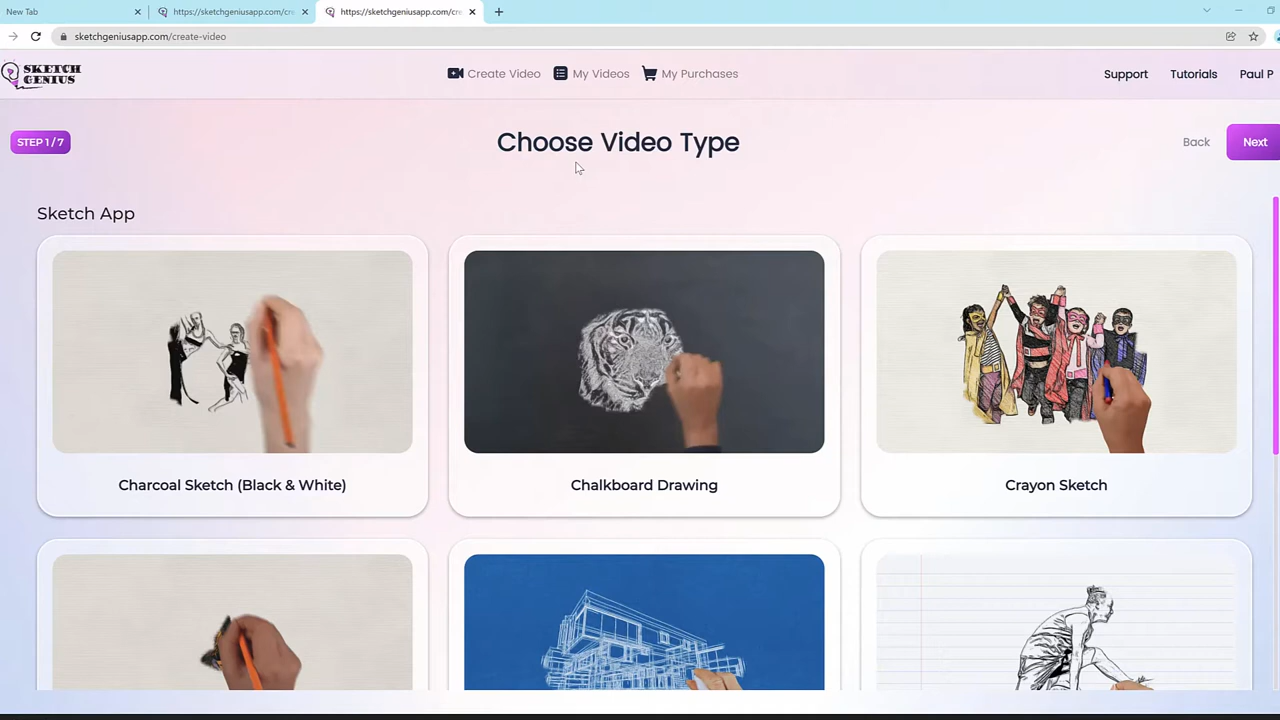 New Tab
https://sketchgeniusapp.com/cre
https://sketchgeniusapp.com/cre
sketchgeniusapp.com/create-video
SKETCH
GENIUS
Create Video
My Videos
My Purchases
Support
Tutorials
Paul P
STEP 1 / 7
Choose Video Type
Back
Next
Sketch App
Charcoal Sketch (Black & White)
Chalkboard Drawing
Crayon Sketch